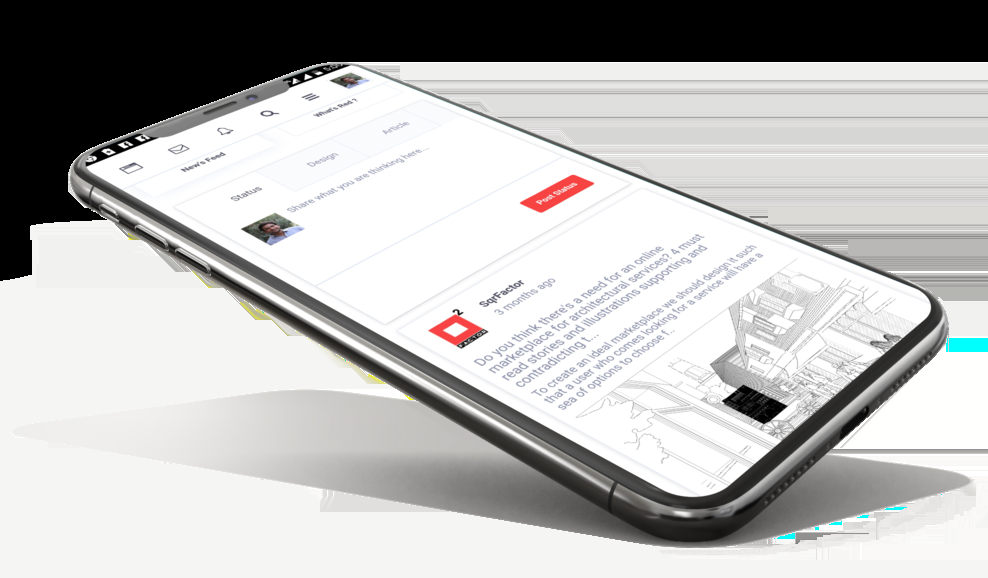 New's Feed
What's Red ?
Status
Design
Article
Share what you are thinking here...
Post Status
2
FACTOR
SqrFactor
3 months ago
Do you think there's a need for an online
marketplace for architectural services? 4 must
read stories and illustrations supporting and
contradicting t...
To create an ideal marketplace we should design it such
that a user who comes looking for a service will have a
sea of options to choose f...